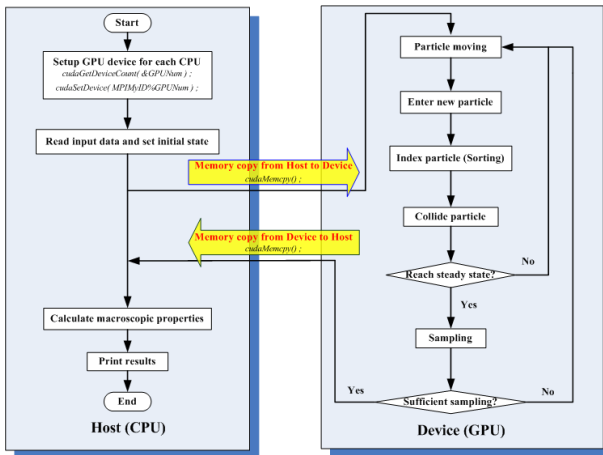 Start
Setup GPU device for each CPU
cudaGetDeviceCount( &GPUNum ) ;
cudaSetDevice( MPIMyID%GPUNum ) ;
Read input data and set initial state
Memory copy from Host to Device
cudaMemcpy() ;
Memory copy from Device to Host
cudaMemcpy() ;
Calculate macroscopic properties
Print results
End
Host (CPU)
Particle moving
Enter new particle
Index particle (Sorting)
Collide particle
Reach steady state?
No
Yes
Sampling
Sufficient sampling?
Yes
No
Device (GPU)